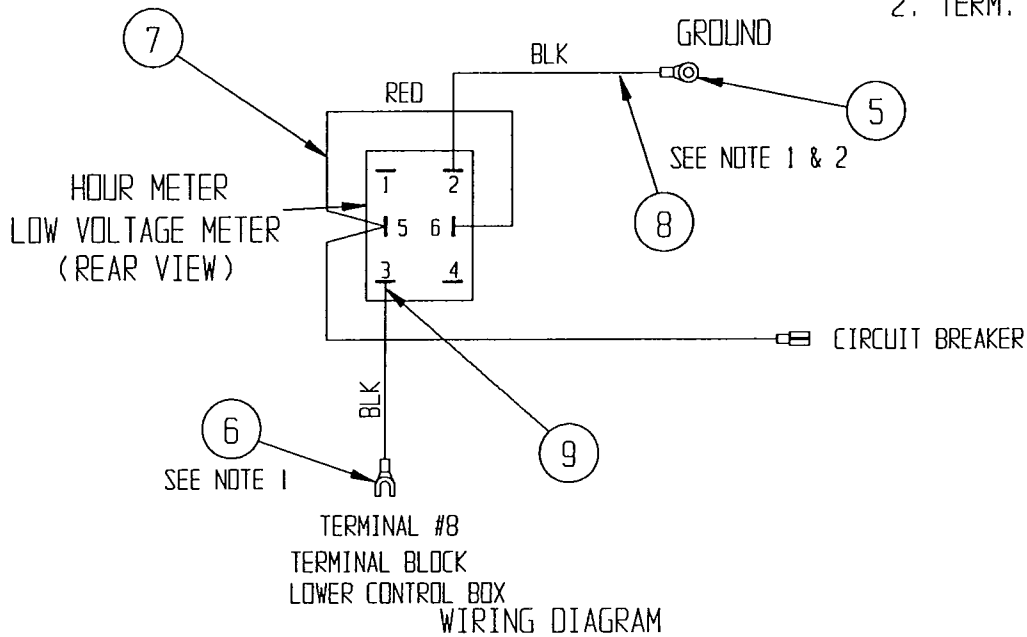 2. TERM.
7
GROUND
BLK
RED
5
SEE NOTE 1 & 2
8
HOUR METER
LOW VOLTAGE METER
(REAR VIEW)
1 2
5 6
3 4
CIRCUIT BREAKER
BLK
6
SEE NOTE 1
9
TERMINAL #8
TERMINAL BLOCK
LOWER CONTROL BOX
WIRING DIAGRAM